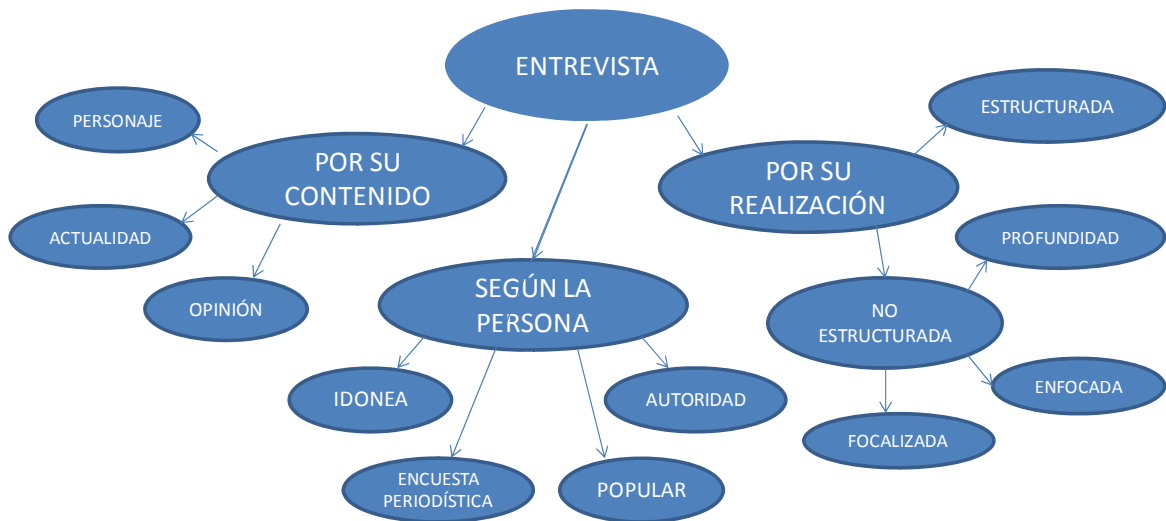 ENTREVISTA
PERSONAJE
ESTRUCTURADA
POR SU
CONTENIDO
POR SU
REALIZACIÓN
ACTUALIDAD
PROFUNDIDAD
OPINIÓN
SEGÚN LA
PERSONA
NO
ESTRUCTURADA
IDONEA
AUTORIDAD
ENFOCADA
FOCALIZADA
ENCUESTA
PERIODÍSTICA
POPULAR